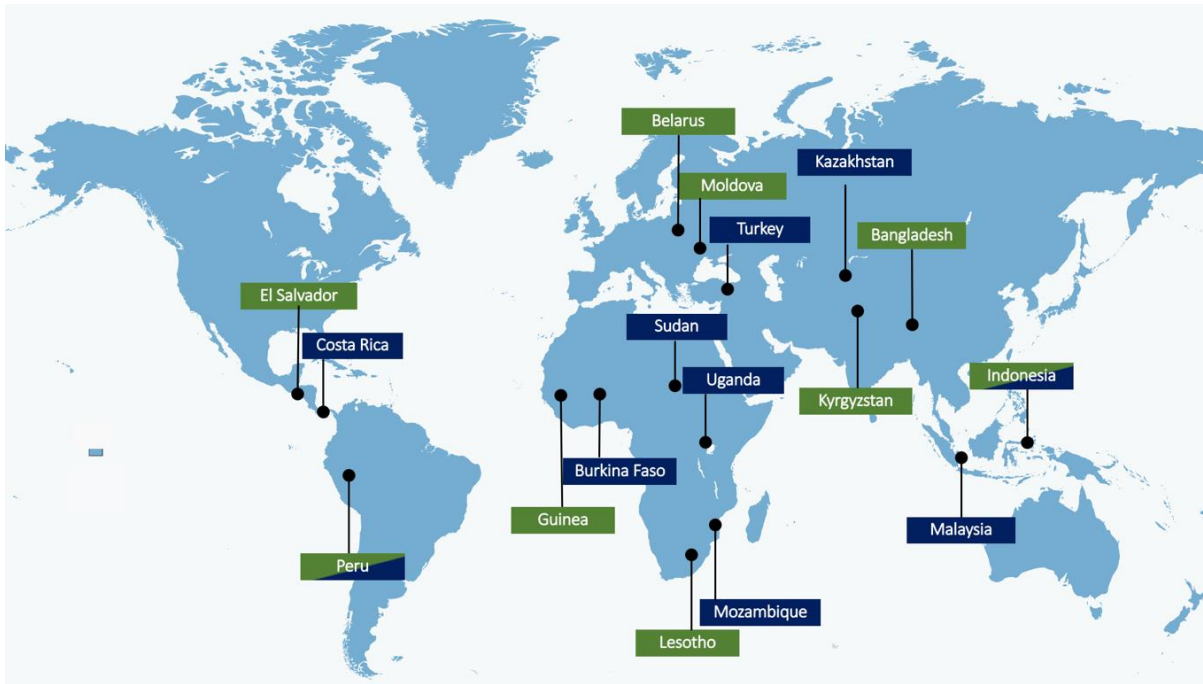 Belarus
Kazakhstan
Moldova
Turkey
Bangladesh
El Salvador
Costa Rica
Sudan
Uganda
Indonesia
Kyrgyzstan
Burkina Faso
Guinea
Malaysia
Peru
Mozambique
Lesotho